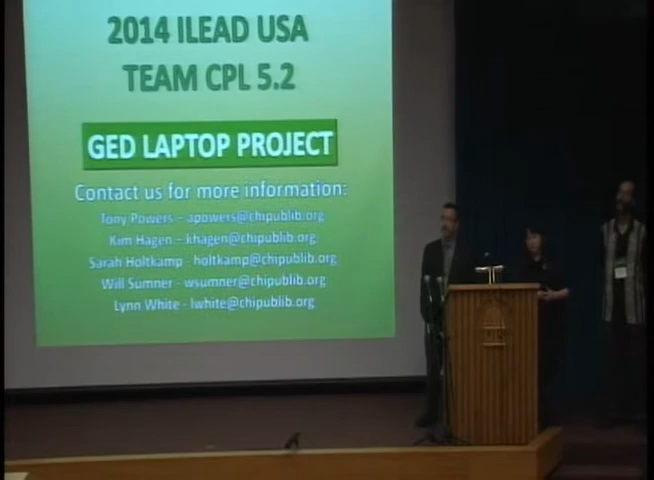 2014 ILEAD USA
TEAM CPL 5.2
GED LAPTOP PROJECT
Contact us for more information:
Tony Powers - apowers@chipublib.org
Kim Hagen - khagen@chipublib.org
Sarah Holtkamp - holtkamp@chipublib.org
Will Sumner - wsumner@chipublib.org
Lynn White - lwhite@chipublib.org